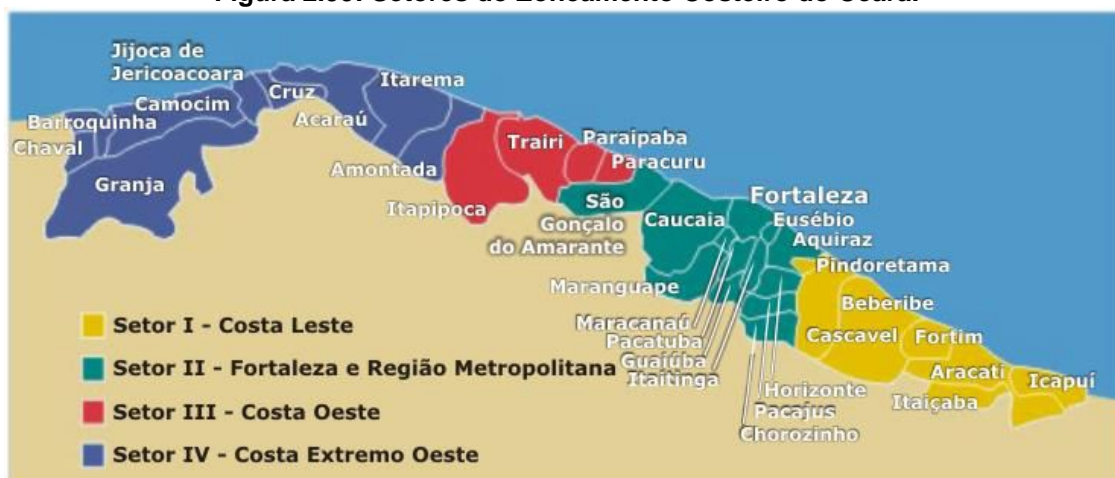 Figura 2.53: Setores do Zoneamento Costeiro do Ceará.
Jijoca de
Jericoacoara
Itarema
Cruz
Camocim
Barroquinha
Acaraú
Chaval
Granja
Amontada
Trairi
Paraipaba
Paracuru
Itapipoca
São
Gonçalo
do Amarante
Caucaia
Fortaleza
Eusébio
Aquiraz
Pindoretama
Maranguape
Beberibe
Maracanaú
Pacatuba
Guaiúba
Itaitinga
Cascavel
Fortim
Aracati
Icapuí
Itaiçaba
Horizonte
Pacajus
Chorozinho
Setor I - Costa Leste
Setor II - Fortaleza e Região Metropolitana
Setor III - Costa Oeste
Setor IV - Costa Extremo Oeste